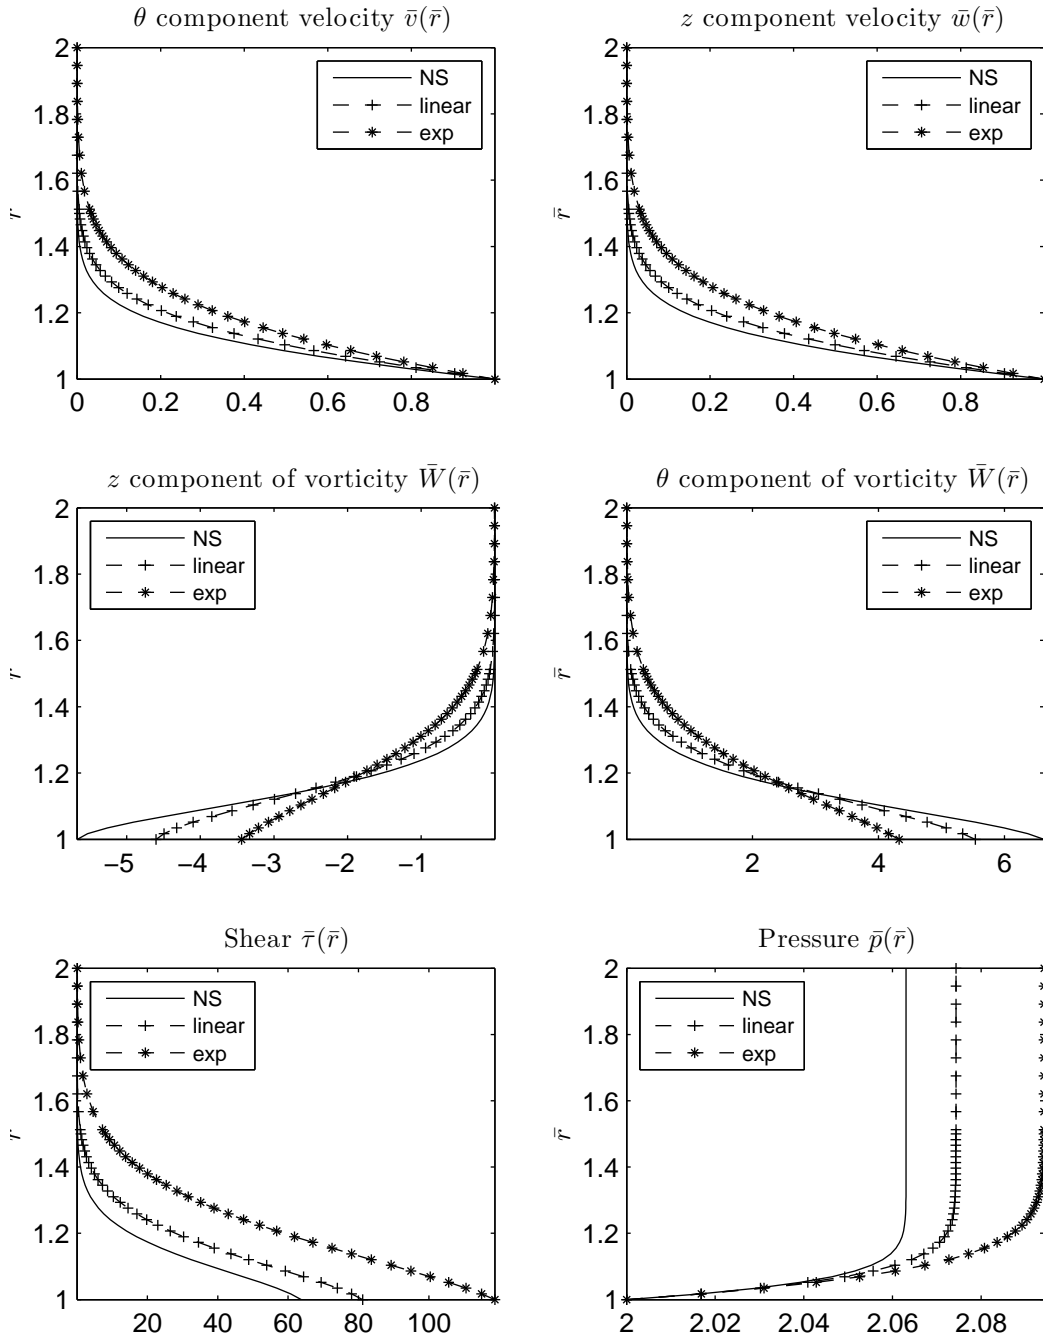 θ component velocity v̄(r̄)
2
1.8
1.6
1.4
1.2
1
r
NS
linear
exp
0
0.2
0.4
0.6
0.8
z component velocity w̄(r̄)
2
1.8
1.6
1.4
1.2
1
r̄
NS
linear
exp
0
0.2
0.4
0.6
0.8
z component of vorticity W̄(r̄)
2
1.8
1.6
1.4
1.2
1
r
NS
linear
exp
−5
−4
−3
−2
−1
θ component of vorticity W̄(r̄)
2
1.8
1.6
1.4
1.2
1
r̄
NS
linear
exp
2
4
6
Shear τ̄(r̄)
2
1.8
1.6
1.4
1.2
1
r
NS
linear
exp
20
40
60
80
100
Pressure p̄(r̄)
2
1.8
1.6
1.4
1.2
1
r̄
NS
linear
exp
2
2.02
2.04
2.06
2.08